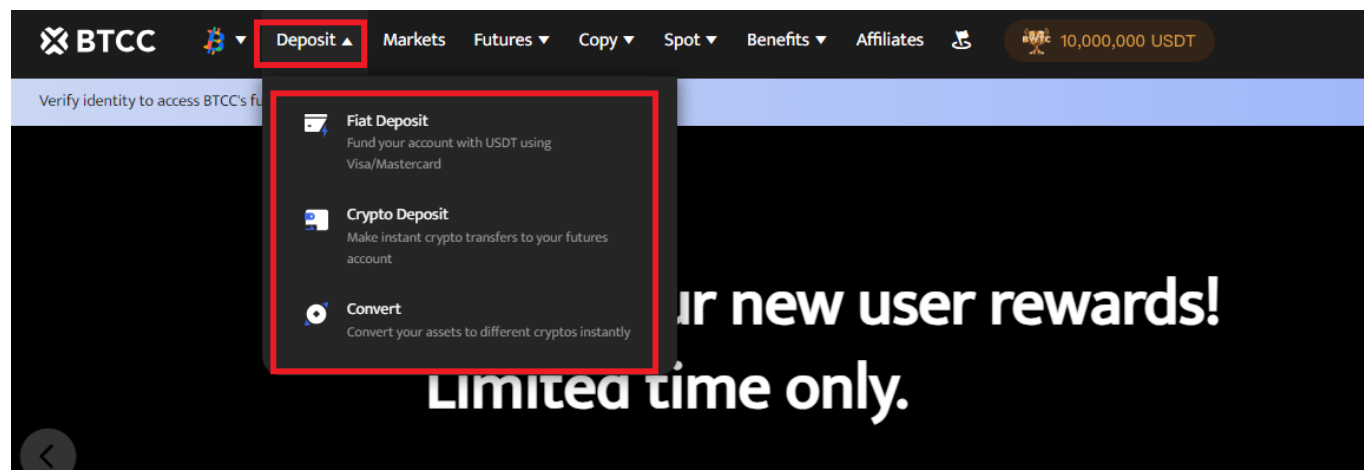 BTCC Deposit Markets Futures Copy Spot Benefits Affiliates 10,000,000 USDT
Verify identity to access BTCC's fu
Fiat Deposit
Fund your account with USDT using
Visa/Mastercard
Crypto Deposit
Make instant crypto transfers to your futures
account
Convert
Convert your assets to different cryptos instantly
ur new user rewards!
Limited time only.